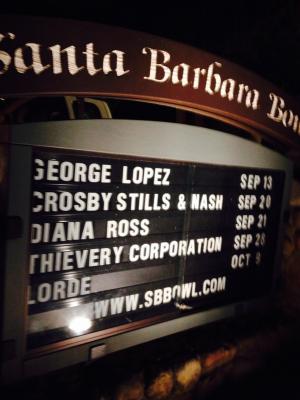 Santa Barbara Bow
GEORGE LOPEZ SEP 13
CROSBY STILLS & NASH SEP 20
DIANA ROSS SEP 21
THIEVERY CORPORATION SEP 28
LORDE OCT 9
WWW.SBBOWL.COM